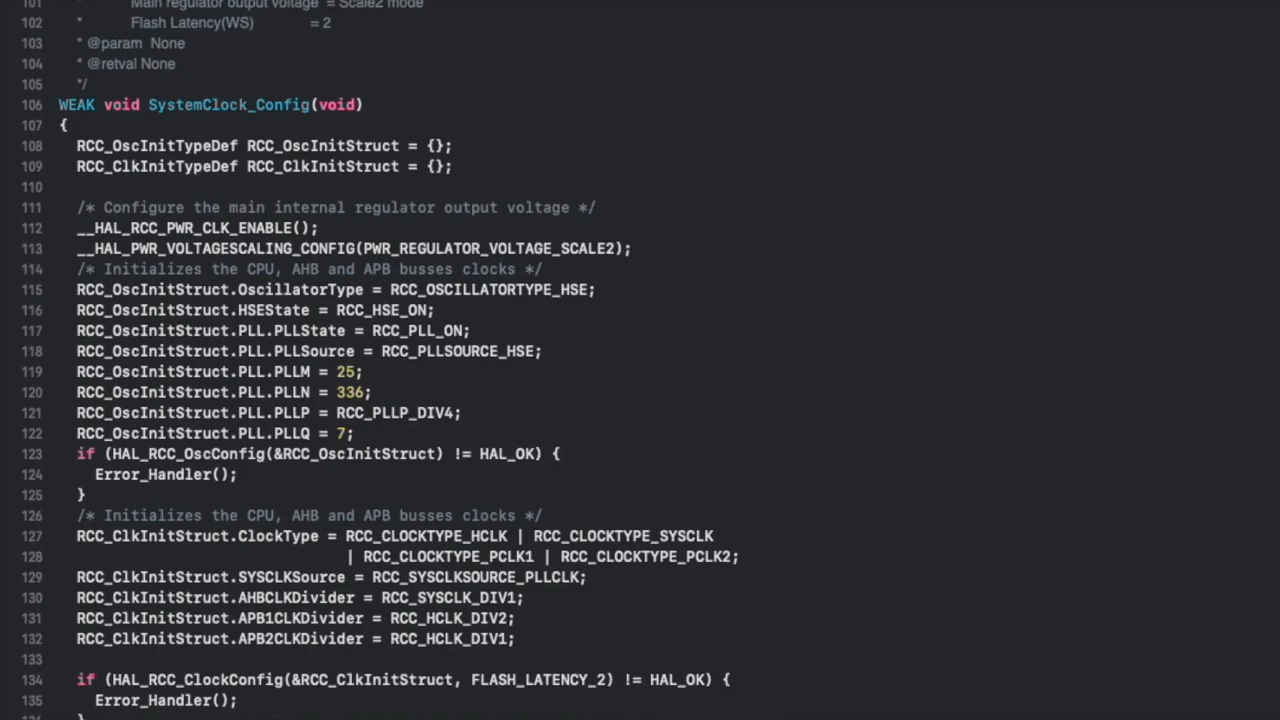 101 * Main regulator output voltage = Scale2 mode
102 * Flash Latency(WS) = 2
103 * @param None
104 * @retval None
105 */
106 WEAK void SystemClock_Config(void)
107 {
108 RCC_OscInitTypeDef RCC_OscInitStruct = {};
109 RCC_ClkInitTypeDef RCC_ClkInitStruct = {};
110
111 /* Configure the main internal regulator output voltage */
112 __HAL_RCC_PWR_CLK_ENABLE();
113 __HAL_PWR_VOLTAGESCALING_CONFIG(PWR_REGULATOR_VOLTAGE_SCALE2);
114 /* Initializes the CPU, AHB and APB busses clocks */
115 RCC_OscInitStruct.OscillatorType = RCC_OSCILLATORTYPE_HSE;
116 RCC_OscInitStruct.HSEState = RCC_HSE_ON;
117 RCC_OscInitStruct.PLL.PLLState = RCC_PLL_ON;
118 RCC_OscInitStruct.PLL.PLLSource = RCC_PLLSOURCE_HSE;
119 RCC_OscInitStruct.PLL.PLLM = 25;
120 RCC_OscInitStruct.PLL.PLLN = 336;
121 RCC_OscInitStruct.PLL.PLLP = RCC_PLLP_DIV4;
122 RCC_OscInitStruct.PLL.PLLQ = 7;
123 if (HAL_RCC_OscConfig(&RCC_OscInitStruct) != HAL_OK) {
124 Error_Handler();
125 }
126 /* Initializes the CPU, AHB and APB busses clocks */
127 RCC_ClkInitStruct.ClockType = RCC_CLOCKTYPE_HCLK | RCC_CLOCKTYPE_SYSCLK
128 | RCC_CLOCKTYPE_PCLK1 | RCC_CLOCKTYPE_PCLK2;
129 RCC_ClkInitStruct.SYSCLKSource = RCC_SYSCLKSOURCE_PLLCLK;
130 RCC_ClkInitStruct.AHBCLKDivider = RCC_SYSCLK_DIV1;
131 RCC_ClkInitStruct.APB1CLKDivider = RCC_HCLK_DIV2;
132 RCC_ClkInitStruct.APB2CLKDivider = RCC_HCLK_DIV1;
133
134 if (HAL_RCC_ClockConfig(&RCC_ClkInitStruct, FLASH_LATENCY_2) != HAL_OK) {
135 Error_Handler();
136 }